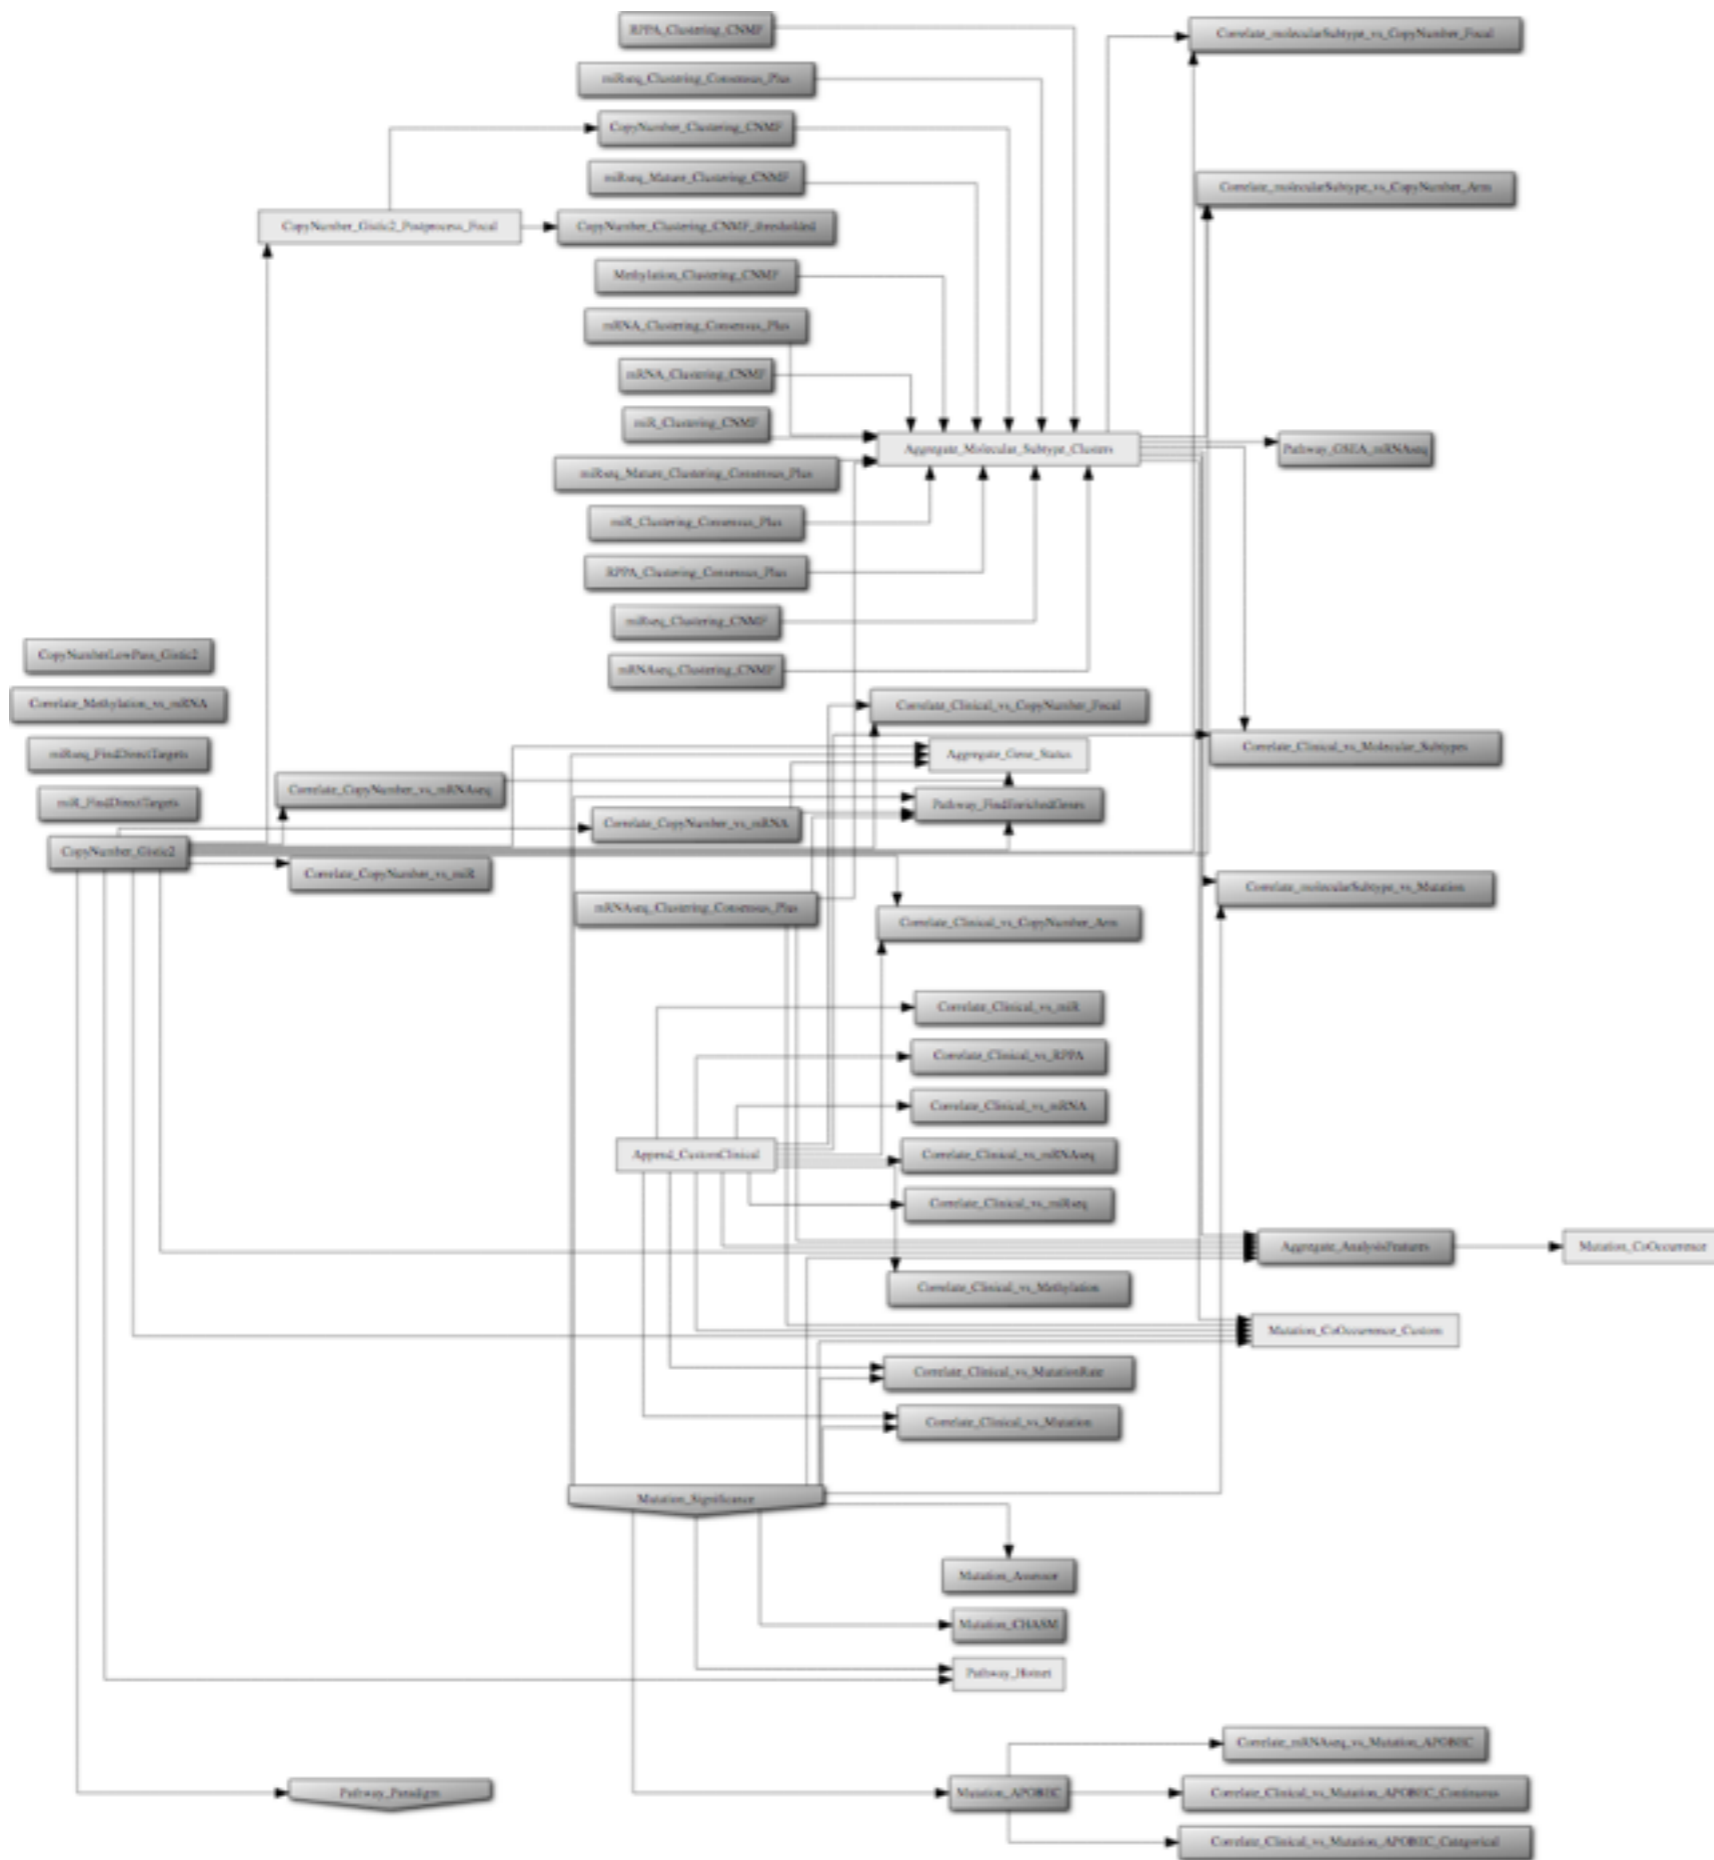 RPPA_Clustering_CNMF
Correlate_molecularSubtype_vs_CopyNumber_Focal
miRseq_Clustering_Consensus_Plus
CopyNumber_Clustering_CNMF
miRseq_Mature_Clustering_CNMF
Correlate_molecularSubtype_vs_CopyNumber_Arm
CopyNumber_Gistic2_Postprocess_Focal
CopyNumber_Clustering_CNMF_thresholded
Methylation_Clustering_CNMF
mRNA_Clustering_Consensus_Plus
mRNA_Clustering_CNMF
miR_Clustering_CNMF
Aggregate_Molecular_Subtype_Clusters
Pathway_GSEA_mRNAseq
miRseq_Mature_Clustering_Consensus_Plus
miR_Clustering_Consensus_Plus
RPPA_Clustering_Consensus_Plus
miRseq_Clustering_CNMF
CopyNumberLowPass_Gistic2
mRNAseq_Clustering_CNMF
Correlate_Methylation_vs_mRNA
Correlate_Clinical_vs_CopyNumber_Focal
miRseq_FindDirectTargets
Aggregate_Gene_Status
Correlate_Clinical_vs_Molecular_Subtypes
Correlate_CopyNumber_vs_mRNAseq
miR_FindDirectTargets
Pathway_FindEnrichedGenes
Correlate_CopyNumber_vs_mRNA
CopyNumber_Gistic2
Correlate_CopyNumber_vs_miR
Correlate_molecularSubtype_vs_Mutation
mRNAseq_Clustering_Consensus_Plus
Correlate_Clinical_vs_CopyNumber_Arm
Correlate_Clinical_vs_miR
Correlate_Clinical_vs_RPPA
Correlate_Clinical_vs_mRNA
Append_CustomClinical
Correlate_Clinical_vs_mRNAseq
Correlate_Clinical_vs_miRseq
Aggregate_AnalysisFeatures
Mutation_CoOccurrence
Correlate_Clinical_vs_Methylation
Mutation_CoOccurrence_Custom
Correlate_Clinical_vs_MutationRate
Correlate_Clinical_vs_Mutation
Mutation_Significance
Mutation_Assessor
Mutation_CHASM
Pathway_Hotnet
Correlate_mRNAseq_vs_Mutation_APOBEC
Pathway_Paradigm
Mutation_APOBEC
Correlate_Clinical_vs_Mutation_APOBEC_Continuous
Correlate_Clinical_vs_Mutation_APOBEC_Categorical